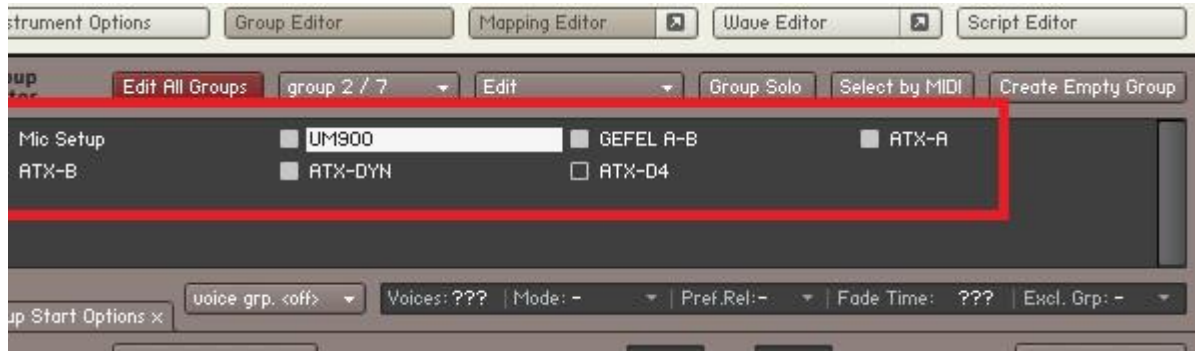 strument Options Group Editor Mapping Editor Wave Editor Script Editor
Edit All Groups group 2 / 7 Edit Group Solo Select by MIDI Create Empty Group
Mic Setup UM900 GEFEL A-B ATX-A
ATX-B ATX-DYN ATX-D4
voice grp. <off> Voices: ??? Mode: - Pref.Rel:- Fade Time: ??? Excl. Grp: -
up Start Options ×